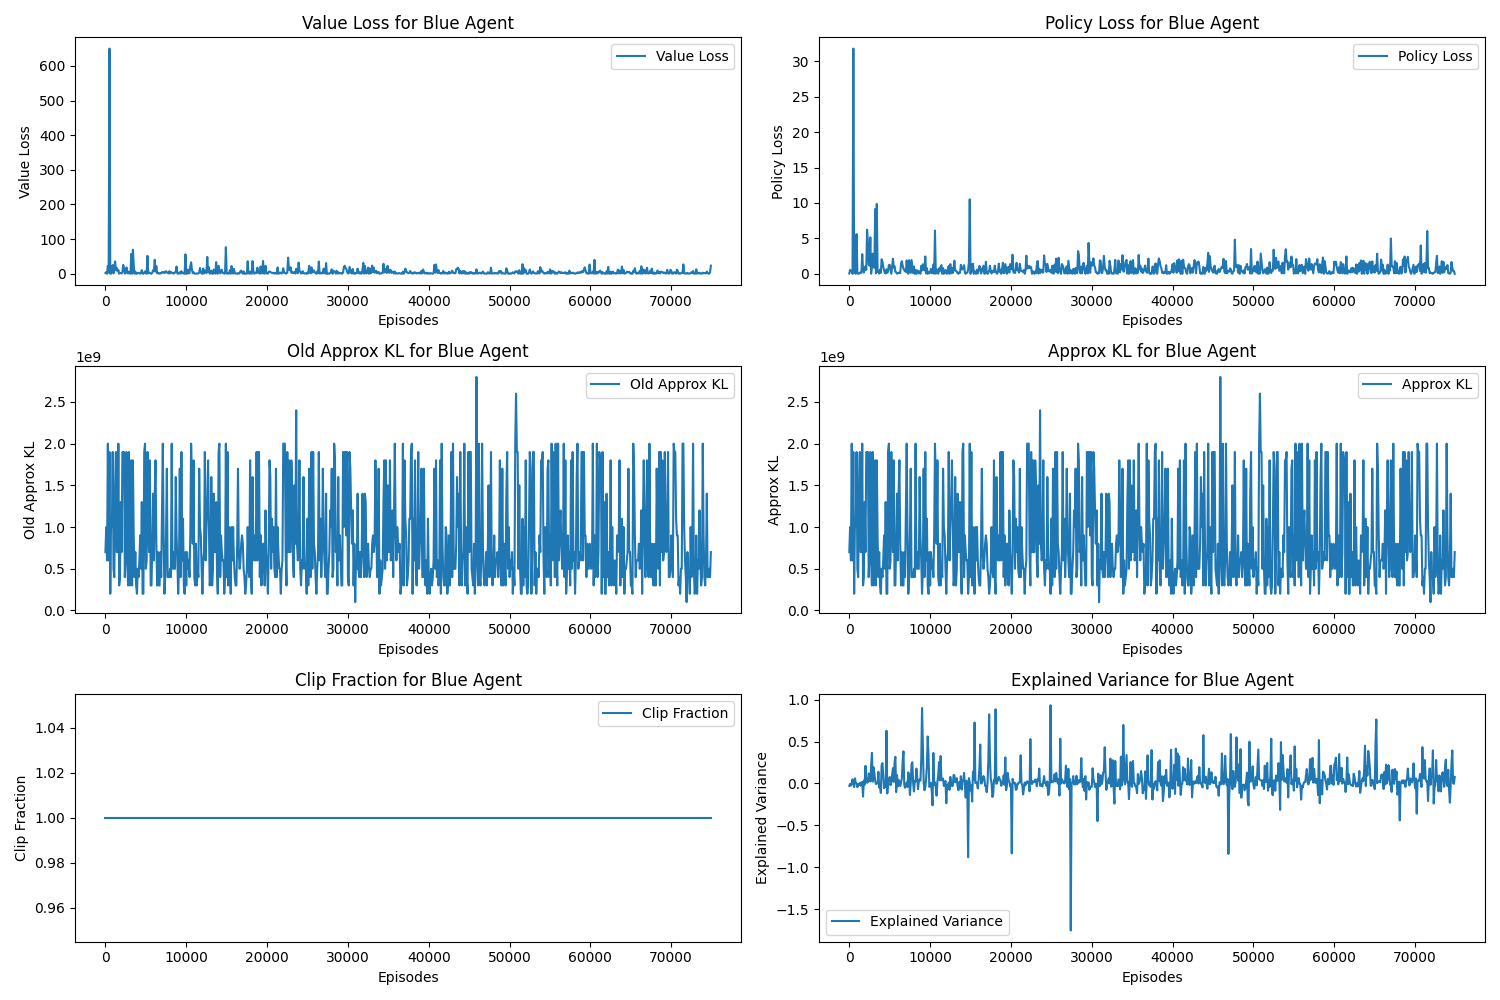 Value Loss for Blue Agent
Value Loss
600
500
400
300
200
100
0
Value Loss
0 10000 20000 30000 40000 50000 60000 70000
Episodes
Policy Loss for Blue Agent
Policy Loss
30
25
20
15
10
5
0
Policy Loss
0 10000 20000 30000 40000 50000 60000 70000
Episodes
Old Approx KL for Blue Agent
1e9
Old Approx KL
2.5
2.0
1.5
1.0
0.5
0.0
Old Approx KL
0 10000 20000 30000 40000 50000 60000 70000
Episodes
Approx KL for Blue Agent
1e9
Approx KL
2.5
2.0
1.5
1.0
0.5
0.0
Approx KL
0 10000 20000 30000 40000 50000 60000 70000
Episodes
Clip Fraction for Blue Agent
Clip Fraction
1.04
1.02
1.00
0.98
0.96
Clip Fraction
0 10000 20000 30000 40000 50000 60000 70000
Episodes
Explained Variance for Blue Agent
1.0
0.5
0.0
−0.5
−1.0
−1.5
Explained Variance
Explained Variance
0 10000 20000 30000 40000 50000 60000 70000
Episodes